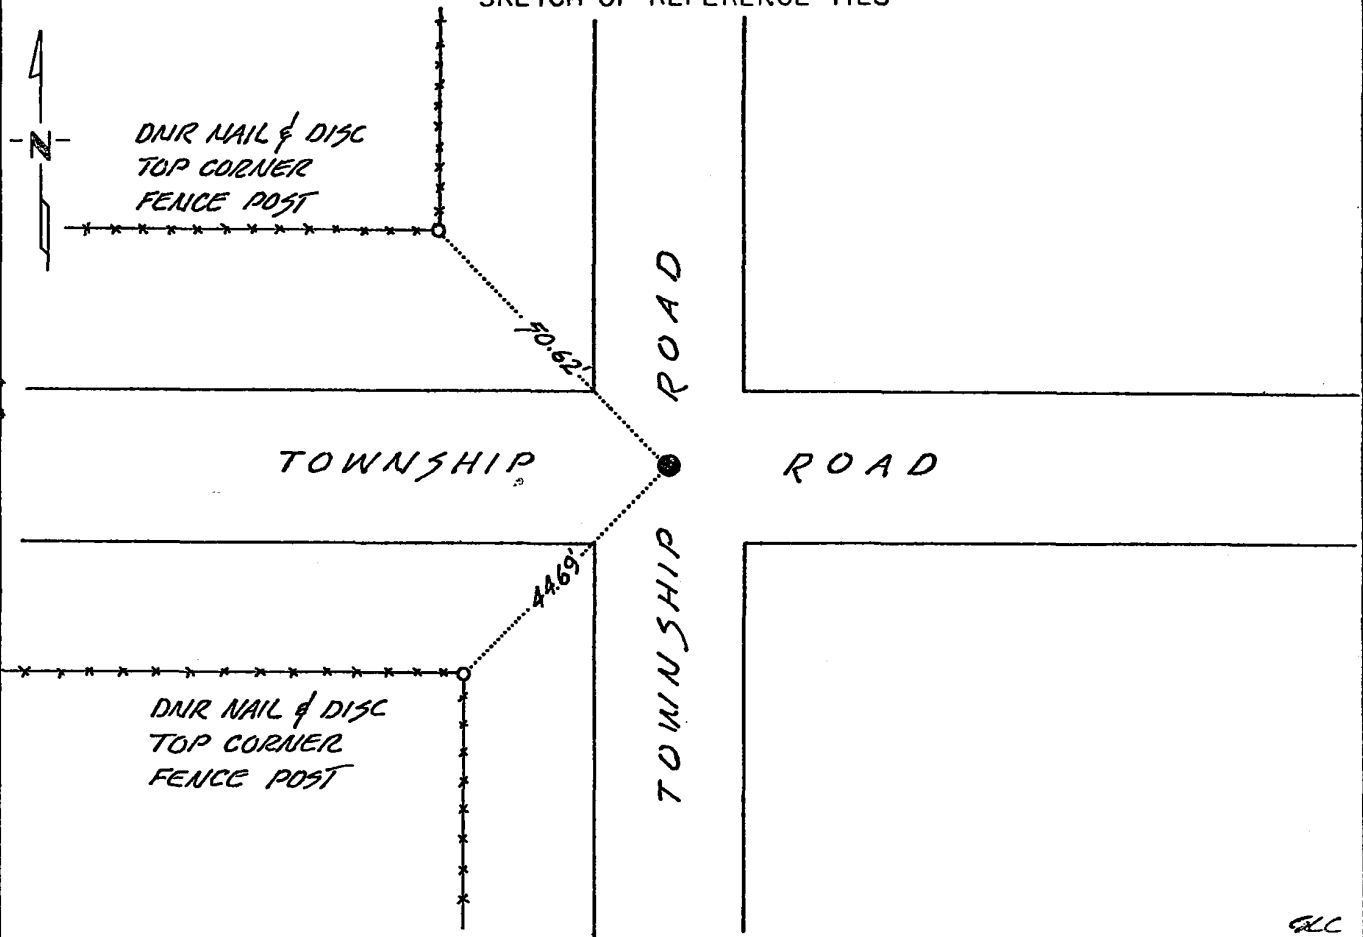 SKETCH OF REFERENCE TIES
N
DNR NAIL & DISC
TOP CORNER
FENCE POST
50.62'
ROAD
TOWNSHIP
ROAD
44.69'
TOWNSHIP
DNR NAIL & DISC
TOP CORNER
FENCE POST